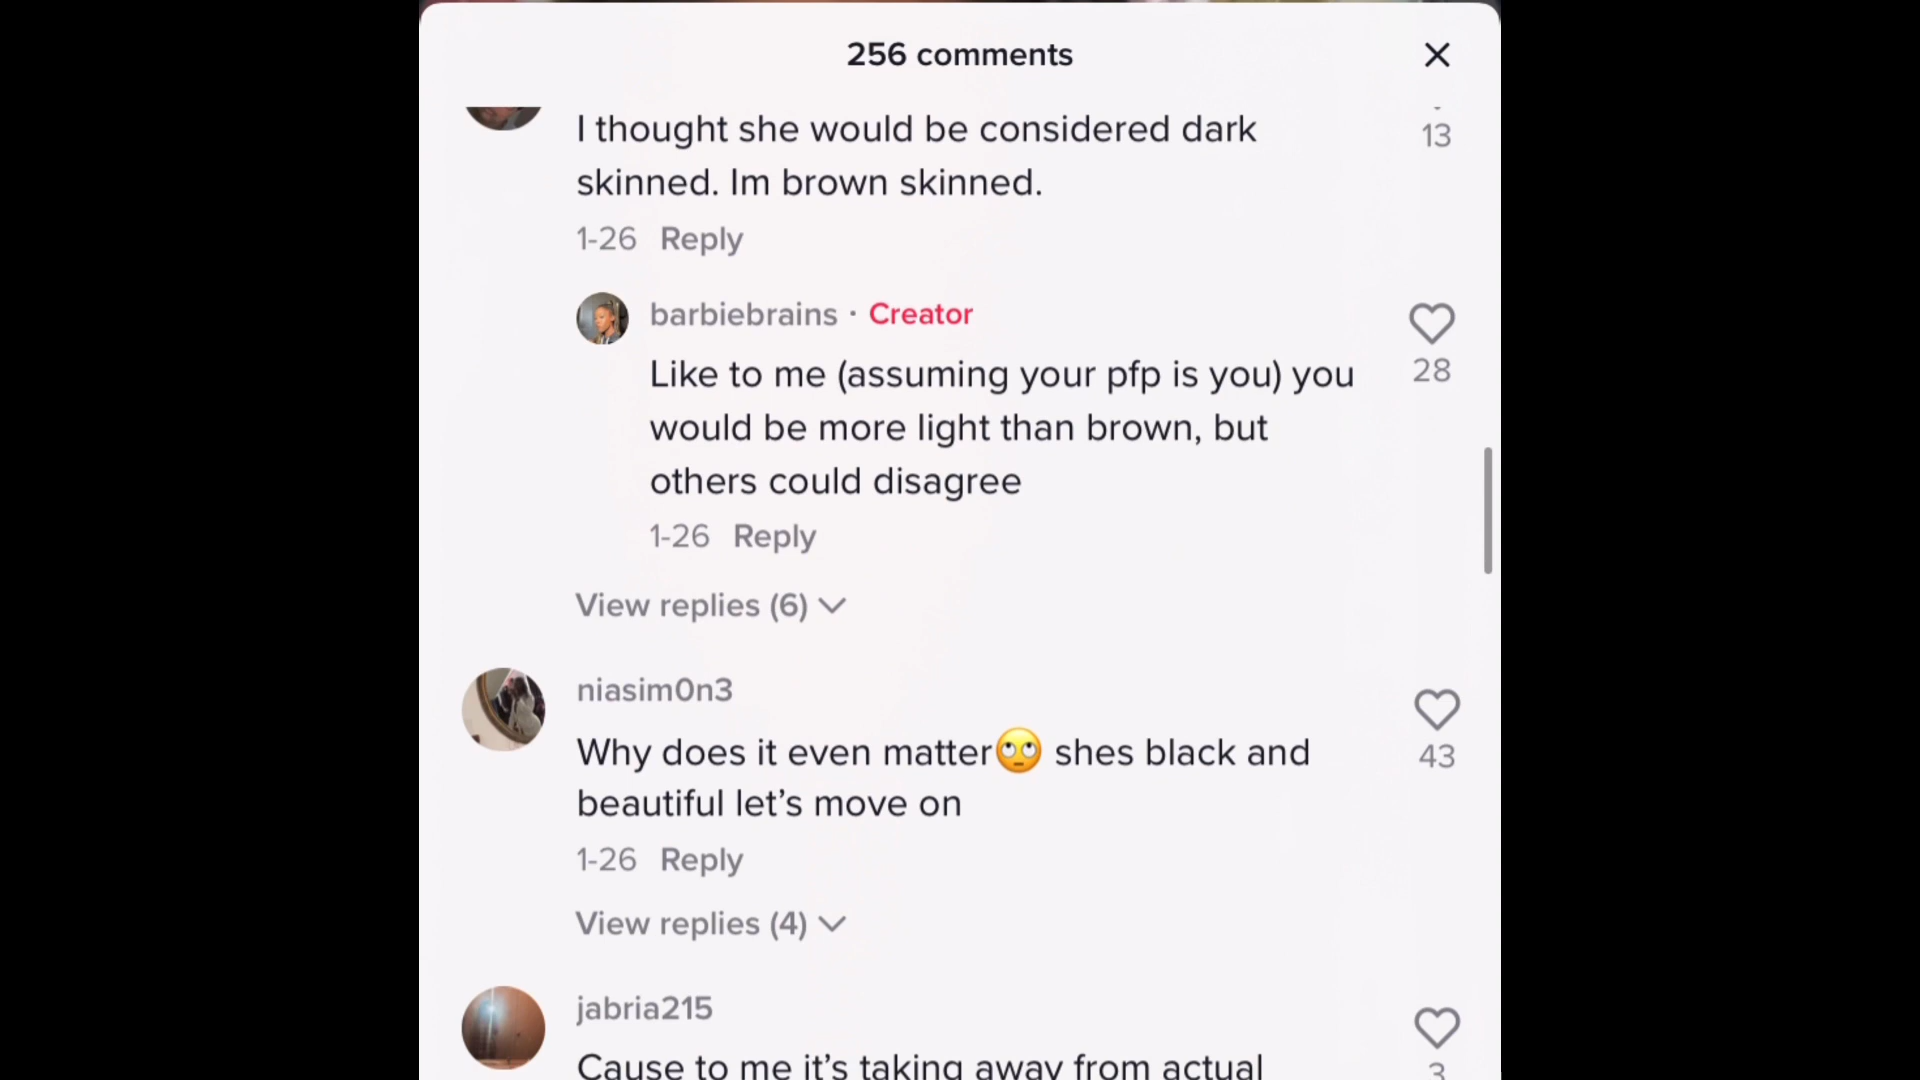 256 comments
I thought she would be considered dark
13
skinned. Im brown skinned.
1-26 Reply
barbiebrains · Creator
Like to me (assuming your pfp is you) you
28
would be more light than brown, but
others could disagree
1-26 Reply
View replies (6)
niasim0n3
Why does it even matter🙄 shes black and
43
beautiful let’s move on
1-26 Reply
View replies (4)
jabria215
Cause to me it’s taking away from actual
3